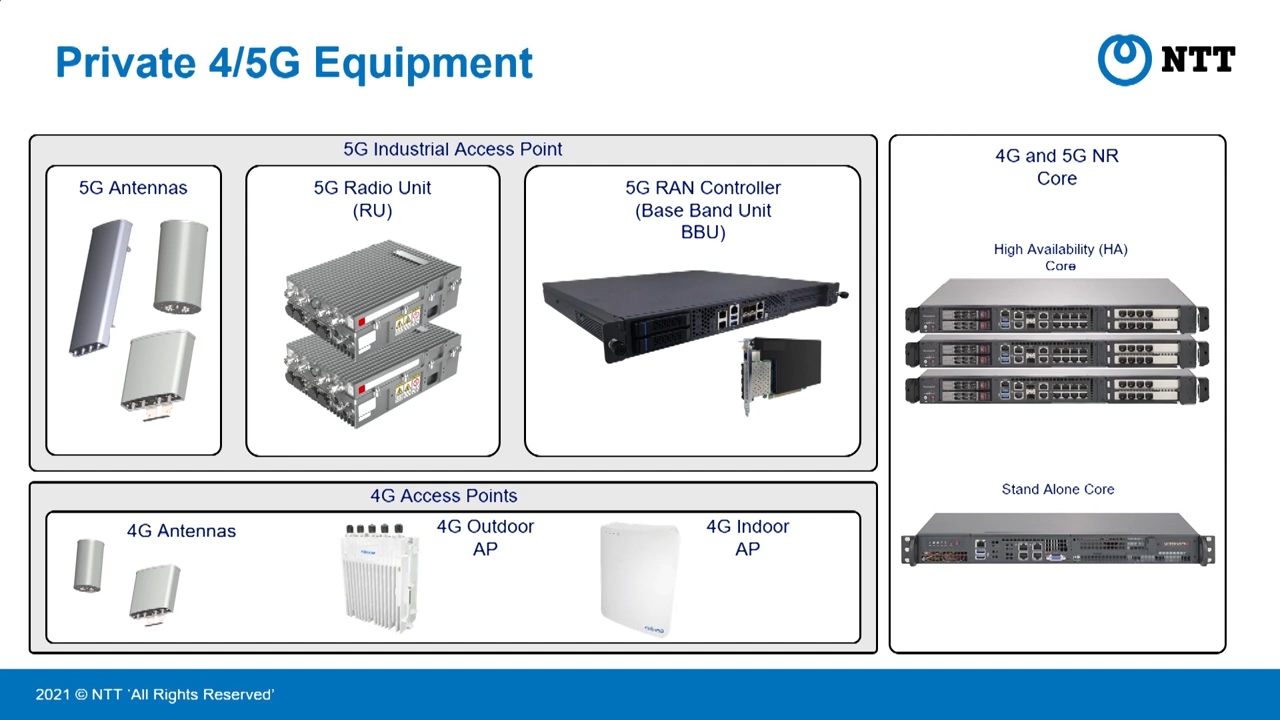 Private 4/5G Equipment
NTT
5G Industrial Access Point
5G Antennas
5G Radio Unit
(RU)
5G RAN Controller
(Base Band Unit
BBU)
4G and 5G NR
Core
High Availability (HA)
Core
Stand Alone Core
4G Access Points
4G Antennas
4G Outdoor
AP
4G Indoor
AP
2021 © NTT 'All Rights Reserved'